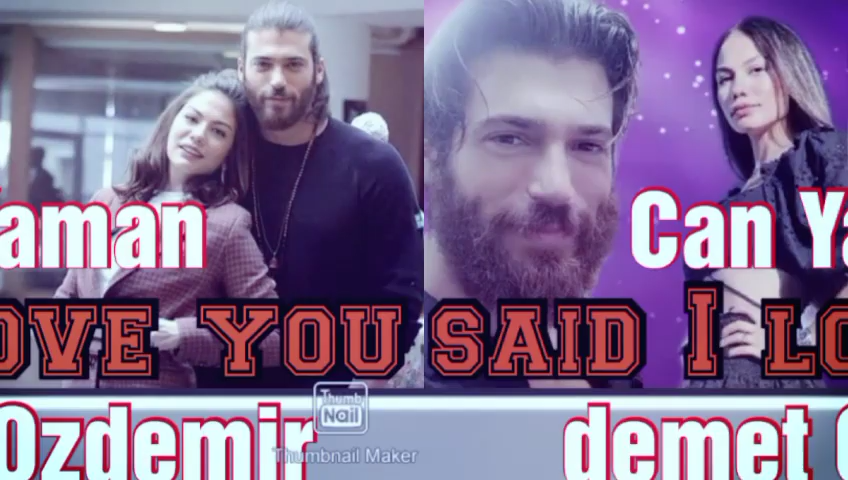 aman
Can Ya
OVE YOU SAID I LO
Ozdemir
demet
Thumb
Nail
Thumbnail Maker